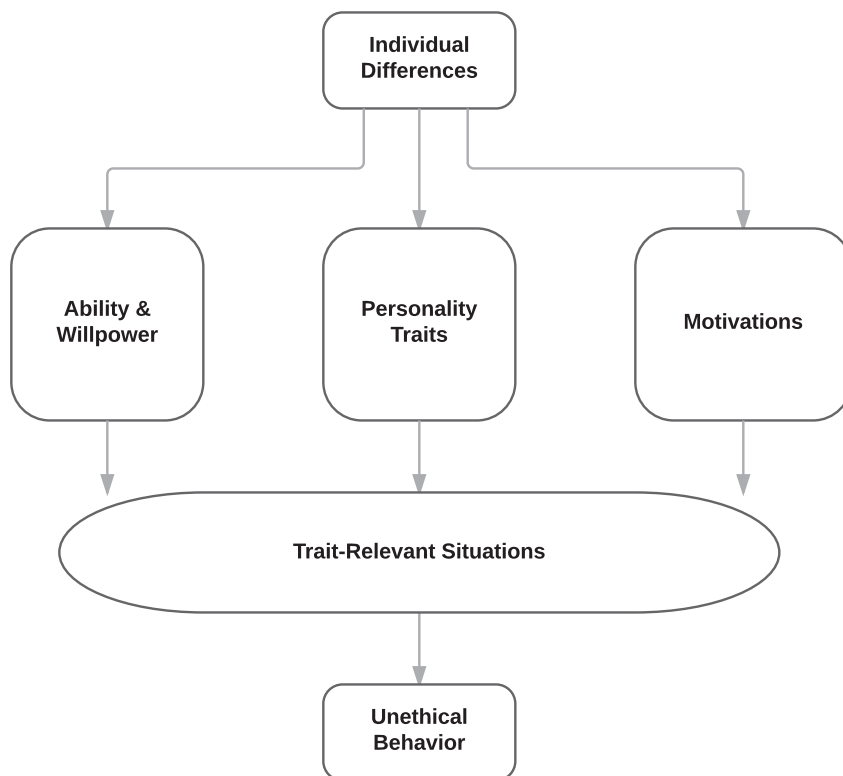 Individual
Differences
Ability &
Willpower
Personality
Traits
Motivations
Trait-Relevant Situations
Unethical
Behavior